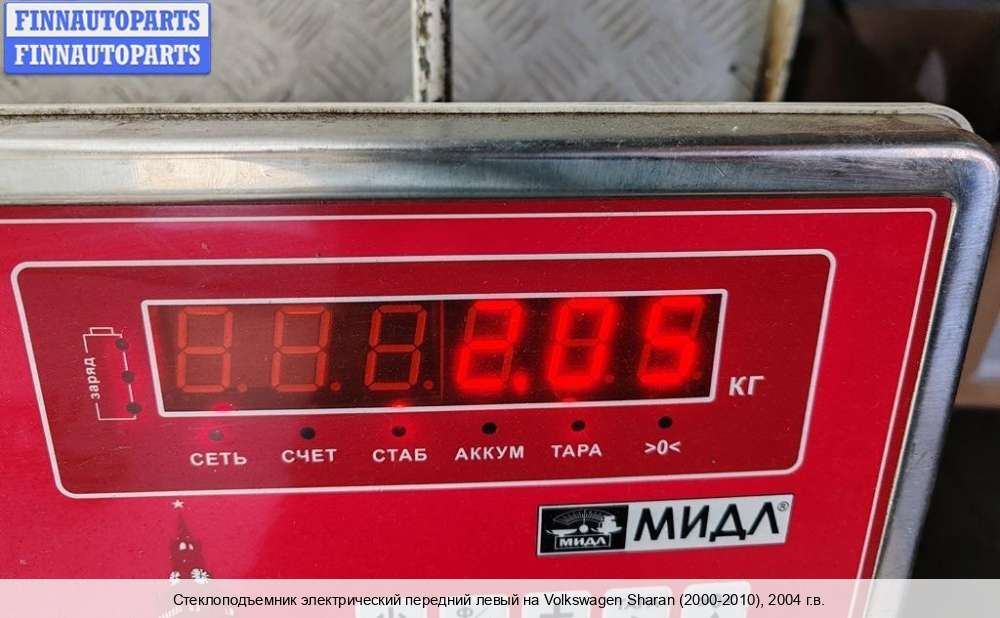 FINNAUTOPARTS
FINNAUTOPARTS
заряд
2.05
КГ
СЕТЬ СЧЕТ СТАБ АККУМ ТАРА >0<
МИДЛ МИДЛ®
Стеклоподъемник электрический передний левый на Volkswagen Sharan (2000-2010), 2004 г.в.